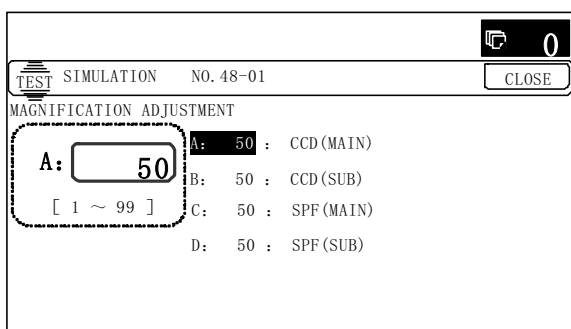 0
TEST SIMULATION NO.48-01 CLOSE
MAGNIFICATION ADJUSTMENT
A: 50
[ 1 ～ 99 ]
A: 50 : CCD(MAIN)
B: 50 : CCD(SUB)
C: 50 : SPF(MAIN)
D: 50 : SPF(SUB)